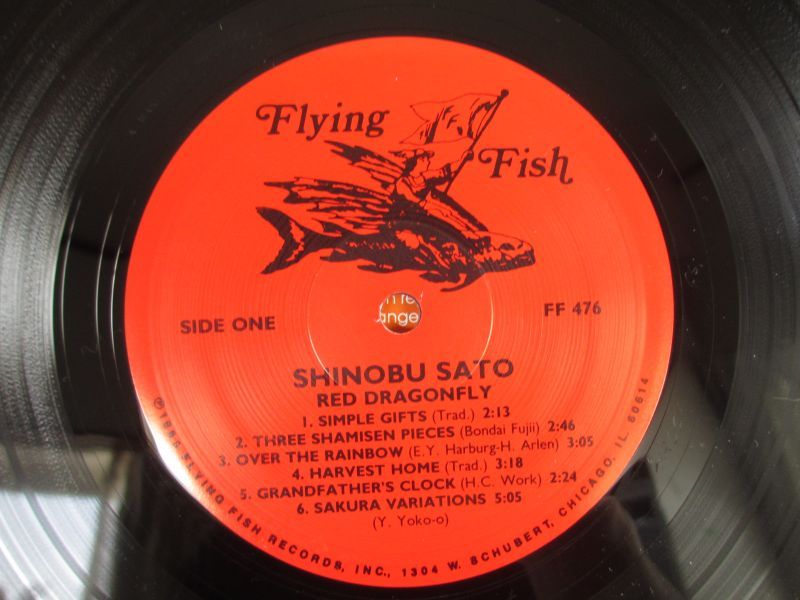 Flying
Fish
SIDE ONE
FF 476
ange
SHINOBU SATO
RED DRAGONFLY
1. SIMPLE GIFTS (Trad.) 2:13
2. THREE SHAMISEN PIECES (Bondai Fujii) 2:46
3. OVER THE RAINBOW (E.Y. Harburg-H. Arlen) 3:05
4. HARVEST HOME (Trad.) 3:18
5. GRANDFATHER'S CLOCK (H.C. Work) 2:24
6. SAKURA VARIATIONS 5:05
(Y. Yoko-o)
FLYING FISH RECORDS, INC., 1304 W. SCHUBERT, CHICAGO, IL 60614